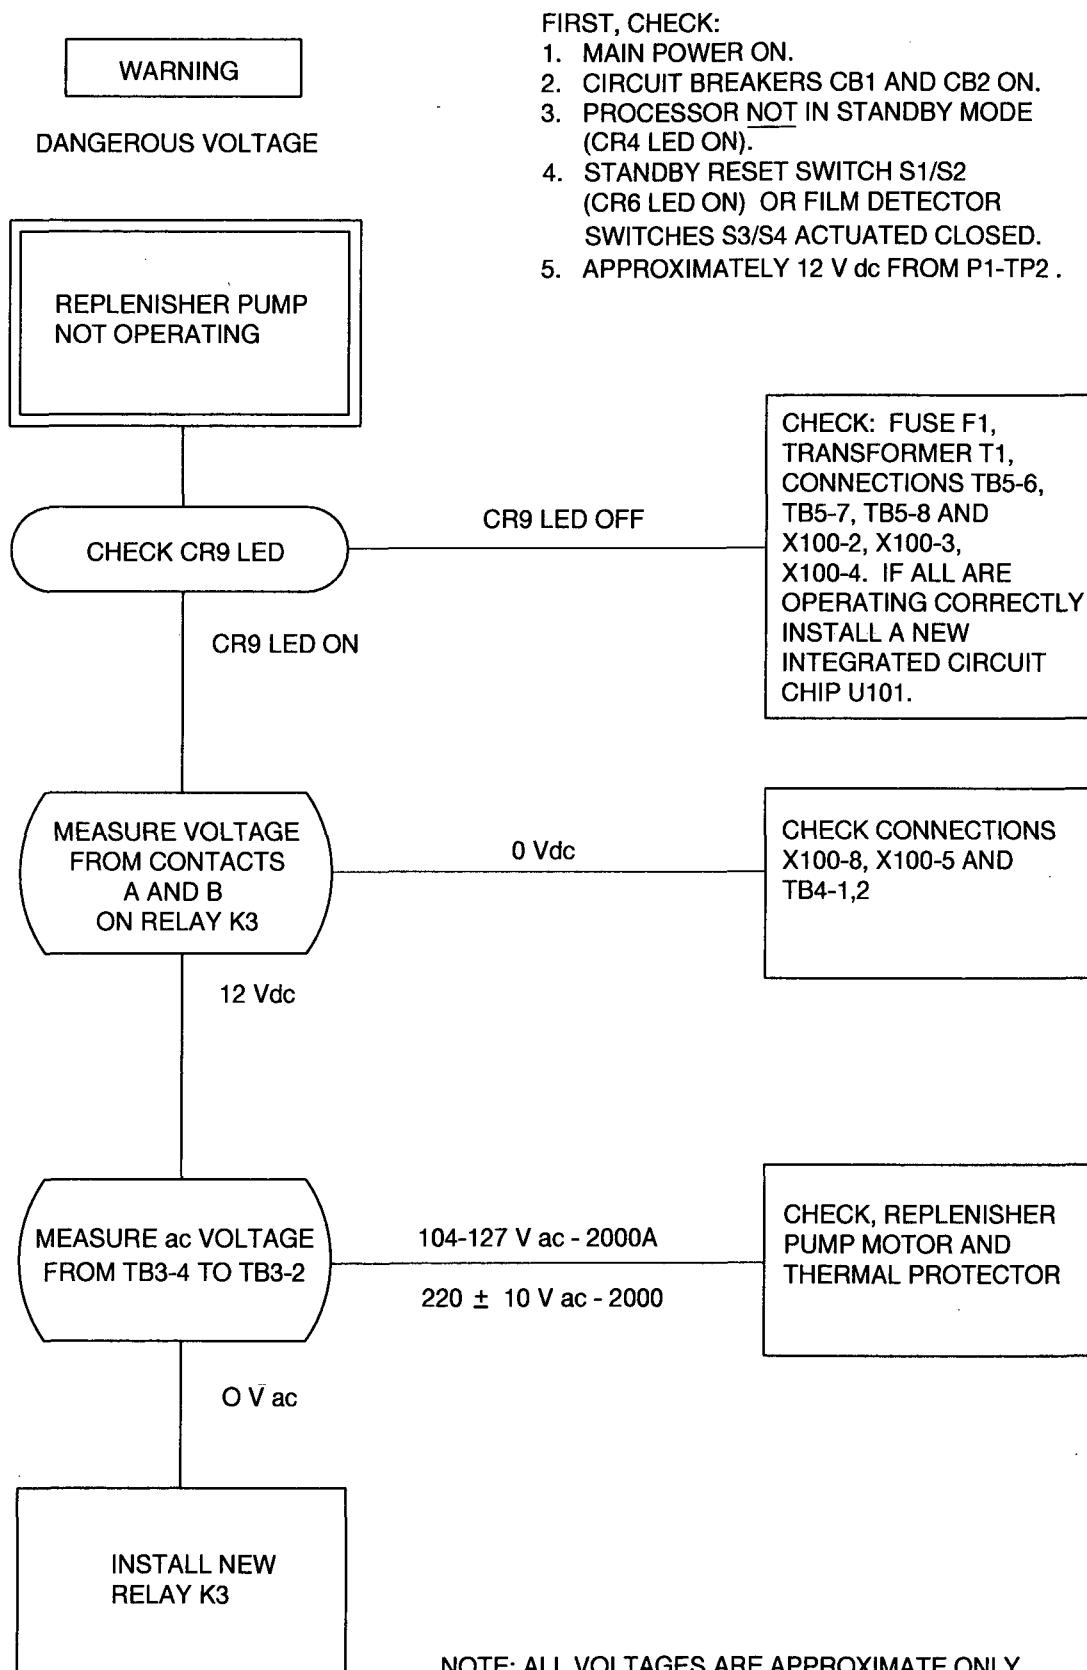 WARNING
DANGEROUS VOLTAGE
FIRST, CHECK:
1. MAIN POWER ON.
2. CIRCUIT BREAKERS CB1 AND CB2 ON.
3. PROCESSOR NOT IN STANDBY MODE
(CR4 LED ON).
4. STANDBY RESET SWITCH S1/S2
(CR6 LED ON) OR FILM DETECTOR
SWITCHES S3/S4 ACTUATED CLOSED.
5. APPROXIMATELY 12 V dc FROM P1-TP2 .
REPLENISHER PUMP
NOT OPERATING
CHECK CR9 LED
CR9 LED OFF
CHECK: FUSE F1,
TRANSFORMER T1,
CONNECTIONS TB5-6,
TB5-7, TB5-8 AND
X100-2, X100-3,
X100-4. IF ALL ARE
OPERATING CORRECTLY
INSTALL A NEW
INTEGRATED CIRCUIT
CHIP U101.
CR9 LED ON
MEASURE VOLTAGE
FROM CONTACTS
A AND B
ON RELAY K3
0 Vdc
CHECK CONNECTIONS
X100-8, X100-5 AND
TB4-1,2
12 Vdc
MEASURE ac VOLTAGE
FROM TB3-4 TO TB3-2
104-127 V ac - 2000A
220 ± 10 V ac - 2000
CHECK, REPLENISHER
PUMP MOTOR AND
THERMAL PROTECTOR
O V ac
INSTALL NEW
RELAY K3
NOTE: ALL VOLTAGES ARE APPROXIMATE ONLY